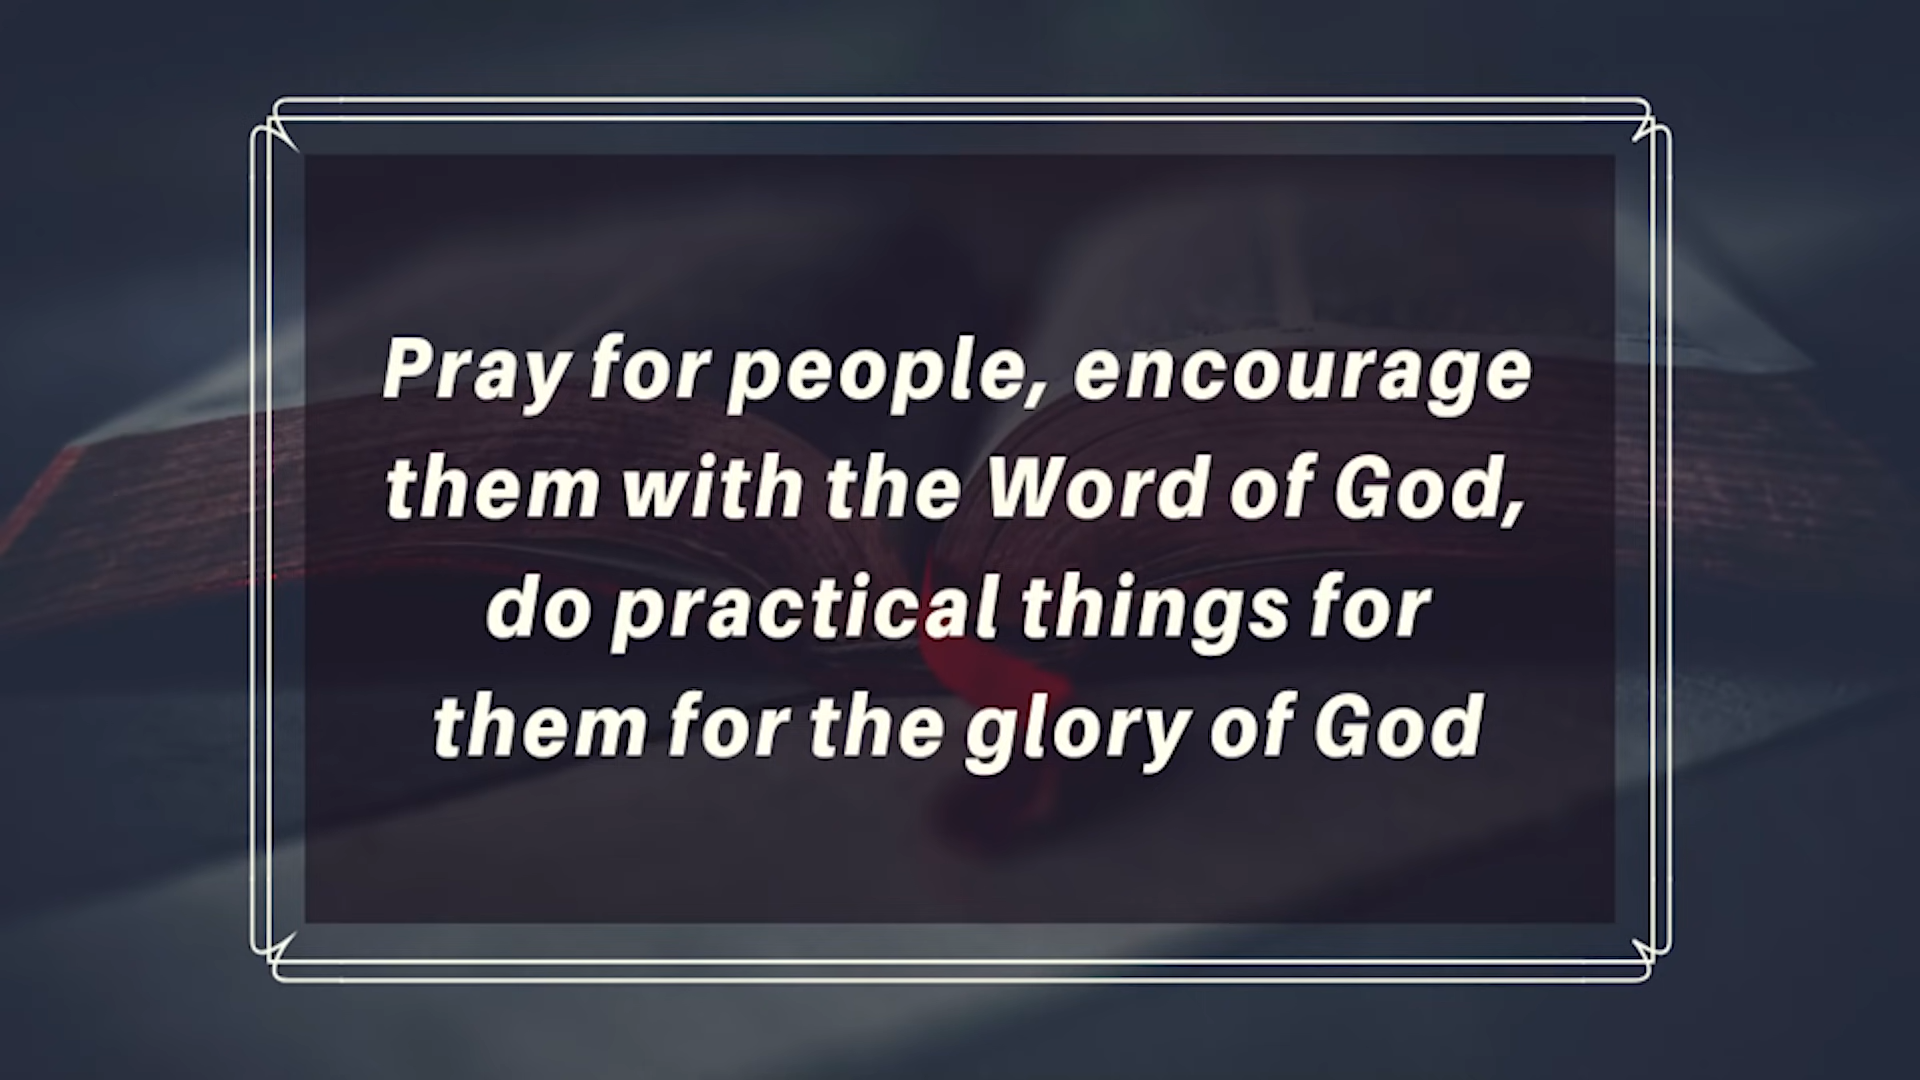 Pray for people, encourage
them with the Word of God,
do practical things for
them for the glory of God